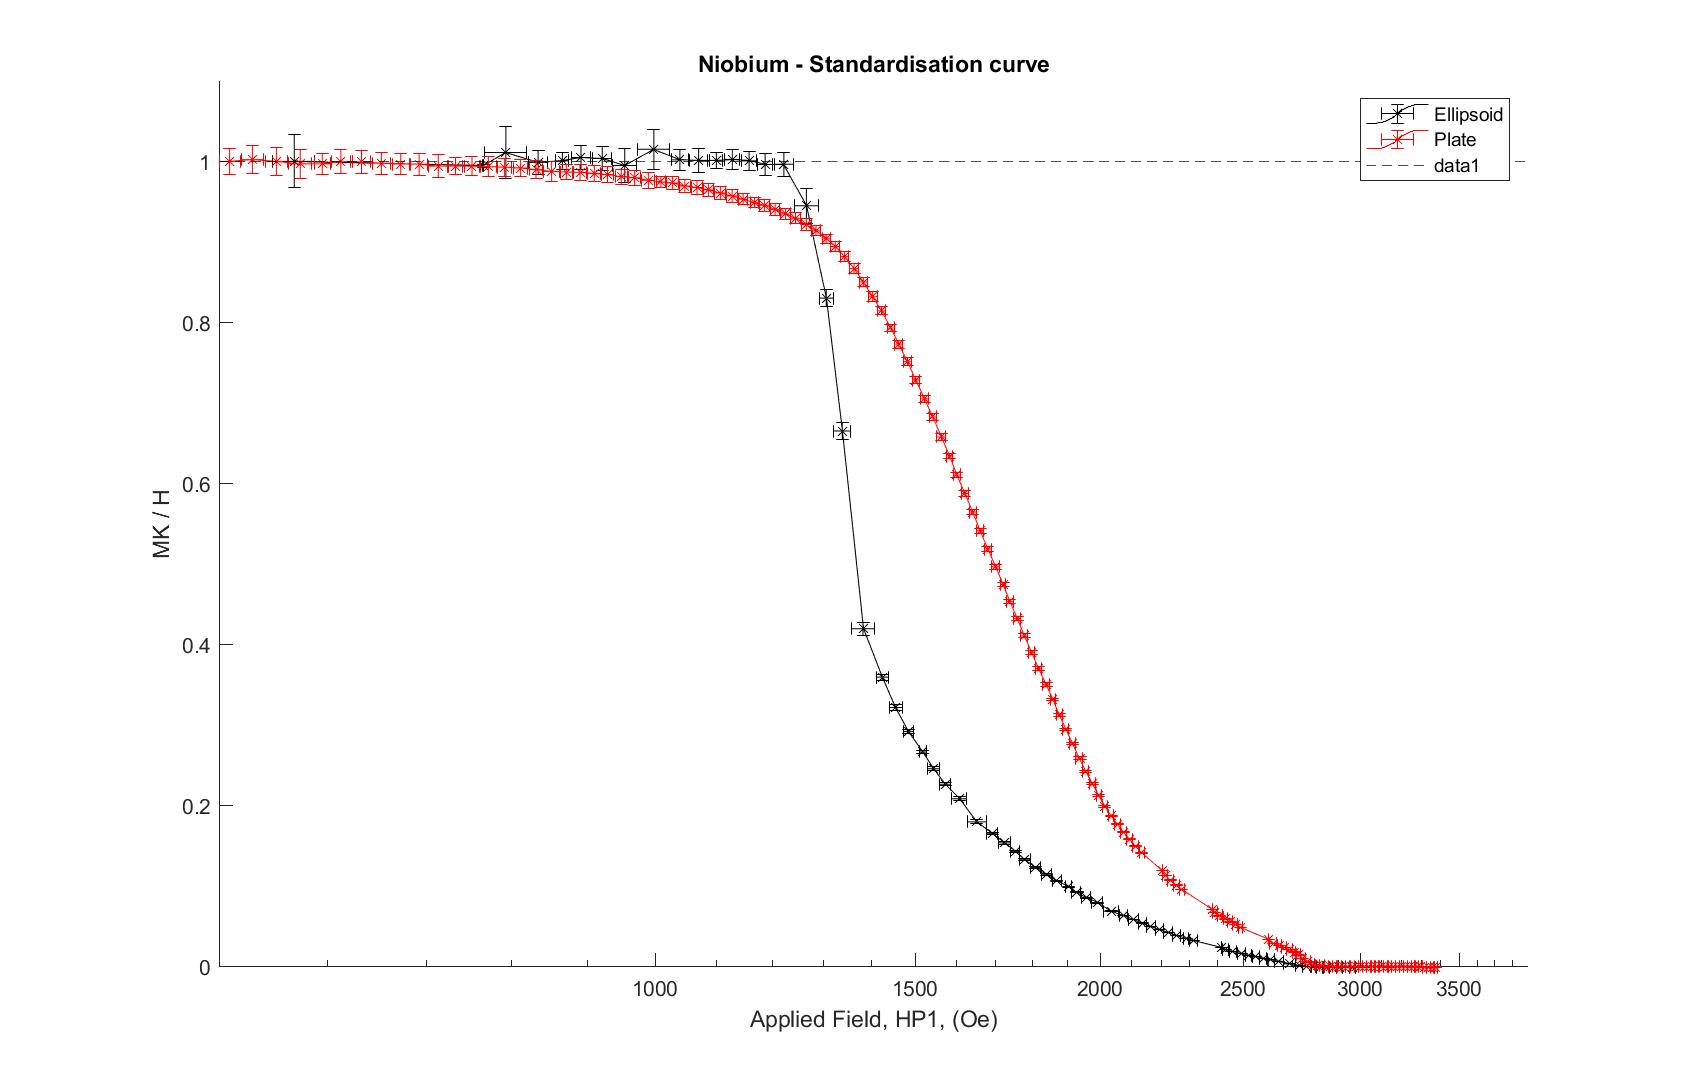 Niobium - Standardisation curve
Ellipsoid
Plate
data1
1
0.8
0.6
0.4
0.2
0
MK / H
1000 1500 2000 2500 3000 3500
Applied Field, HP1, (Oe)